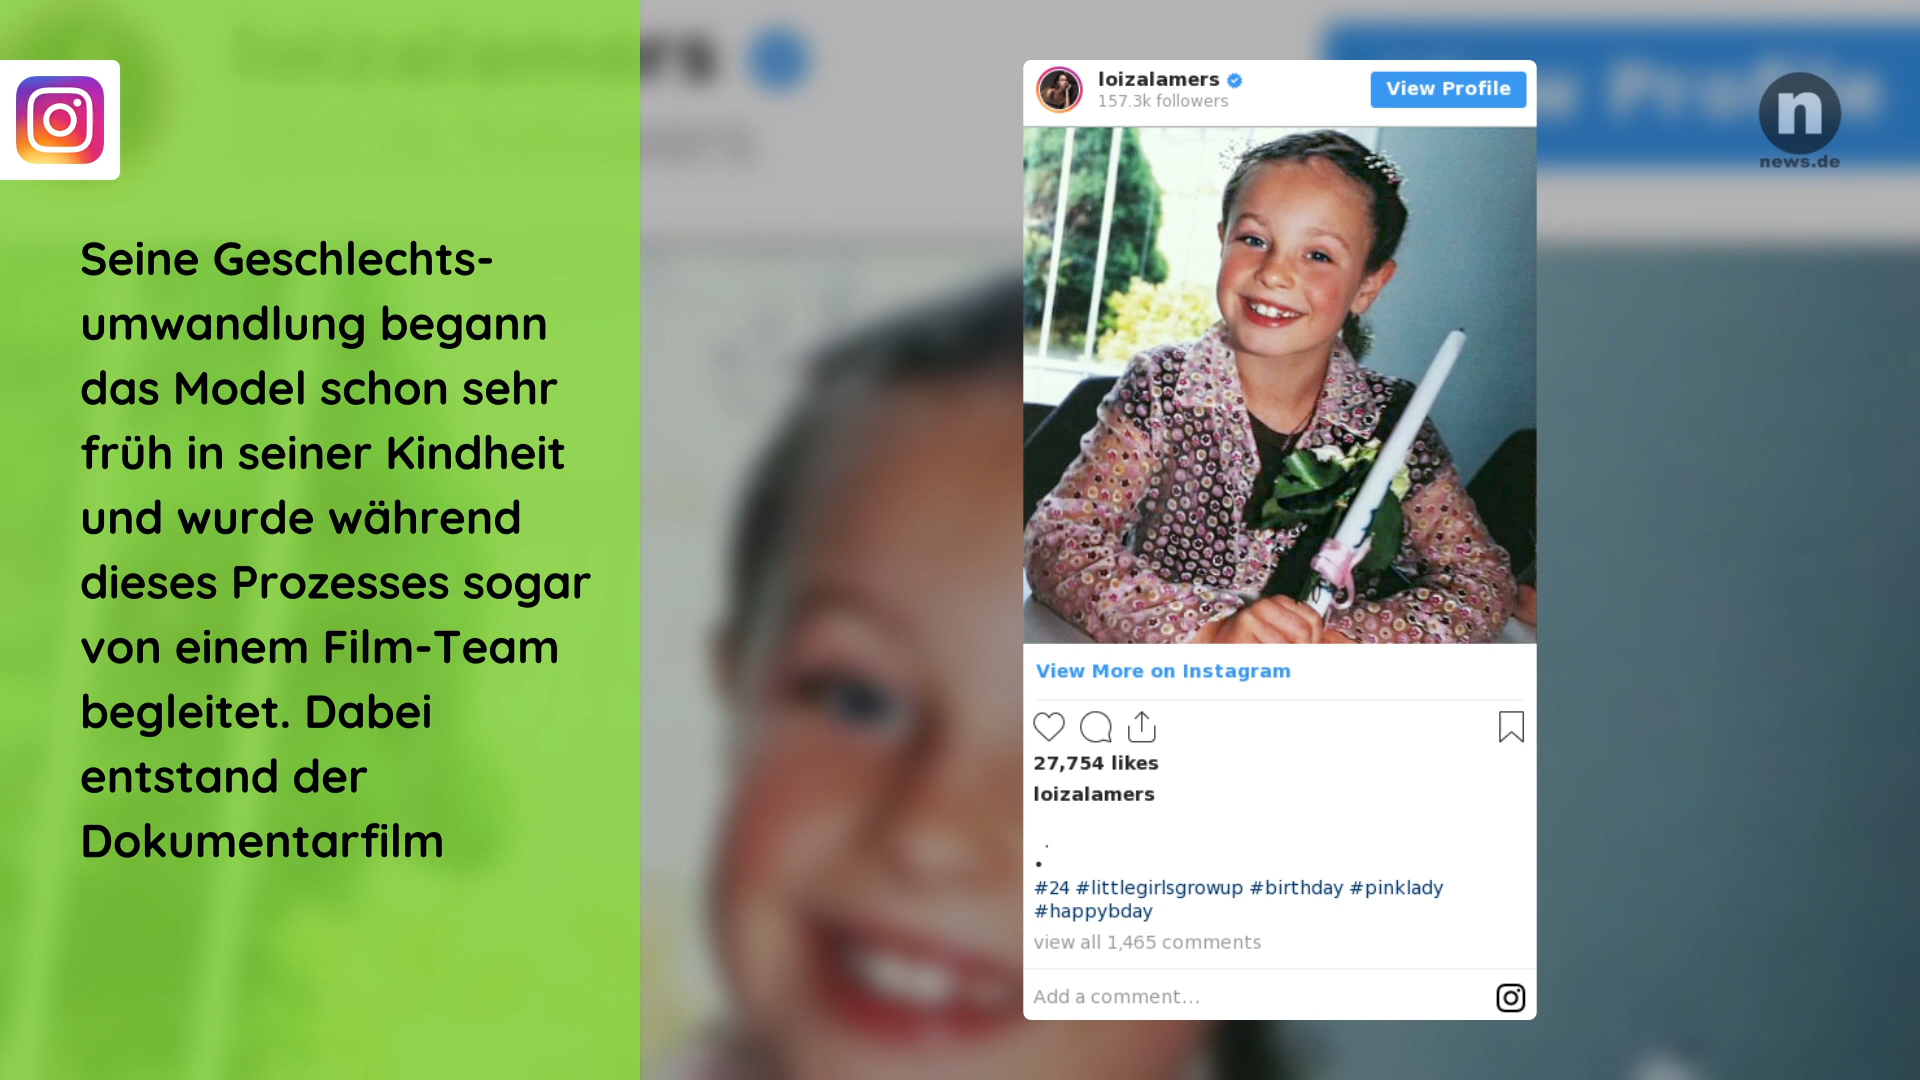 Seine Geschlechts-
umwandlung begann
das Model schon sehr
früh in seiner Kindheit
und wurde während
dieses Prozesses sogar
von einem Film-Team
begleitet. Dabei
entstand der
Dokumentarfilm
loizalamers
157.3k followers
View Profile
View More on Instagram
27,754 likes
loizalamers
.
•
#24 #littlegirlsgrowup #birthday #pinklady
#happybday
view all 1,465 comments
Add a comment...
n
news.de